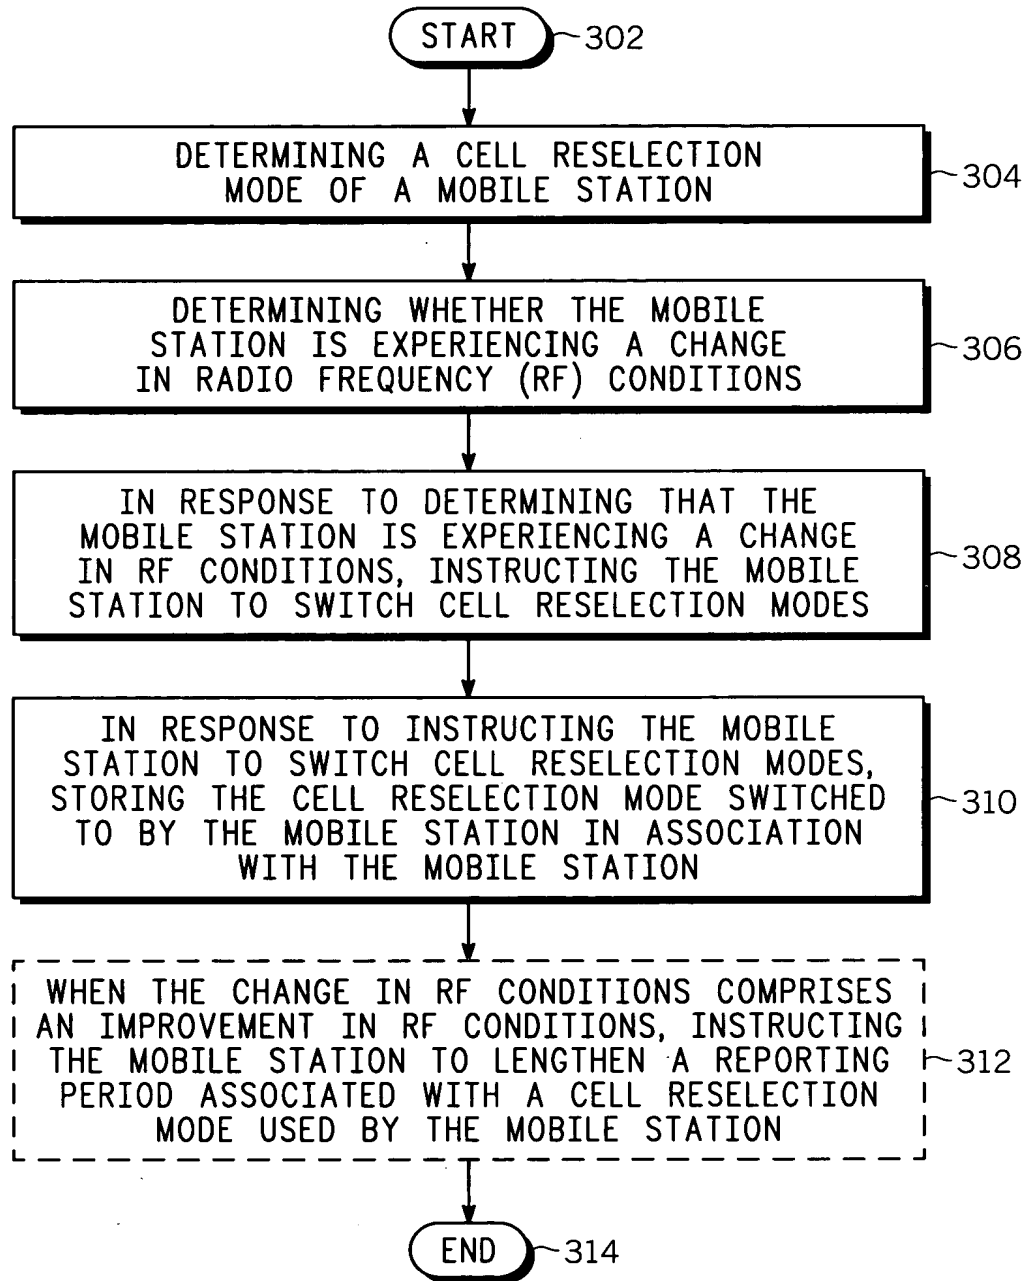 START 302
DETERMINING A CELL RESELECTION
MODE OF A MOBILE STATION
304
DETERMINING WHETHER THE MOBILE
STATION IS EXPERIENCING A CHANGE
IN RADIO FREQUENCY (RF) CONDITIONS
306
IN RESPONSE TO DETERMINING THAT THE
MOBILE STATION IS EXPERIENCING A CHANGE
IN RF CONDITIONS, INSTRUCTING THE MOBILE
STATION TO SWITCH CELL RESELECTION MODES
308
IN RESPONSE TO INSTRUCTING THE MOBILE
STATION TO SWITCH CELL RESELECTION MODES,
STORING THE CELL RESELECTION MODE SWITCHED
TO BY THE MOBILE STATION IN ASSOCIATION
WITH THE MOBILE STATION
310
WHEN THE CHANGE IN RF CONDITIONS COMPRISES
AN IMPROVEMENT IN RF CONDITIONS, INSTRUCTING
THE MOBILE STATION TO LENGTHEN A REPORTING
PERIOD ASSOCIATED WITH A CELL RESELECTION
MODE USED BY THE MOBILE STATION
312
END 314